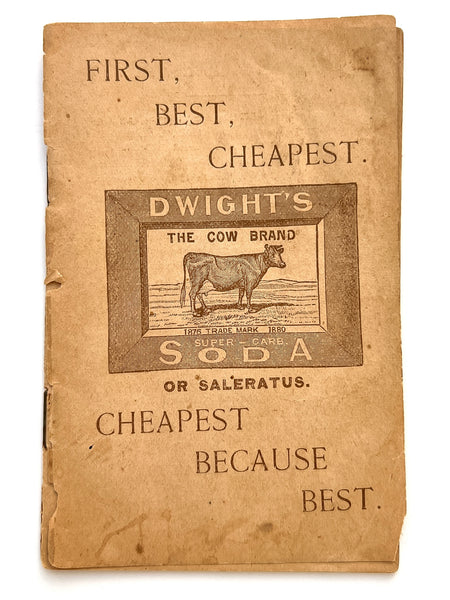 FIRST,
BEST,
CHEAPEST.
DWIGHT'S
THE COW BRAND
1876 TRADE MARK 1880
SUPER - CARB.
SODA
OR SALERATUS.
CHEAPEST
BECAUSE
BEST.